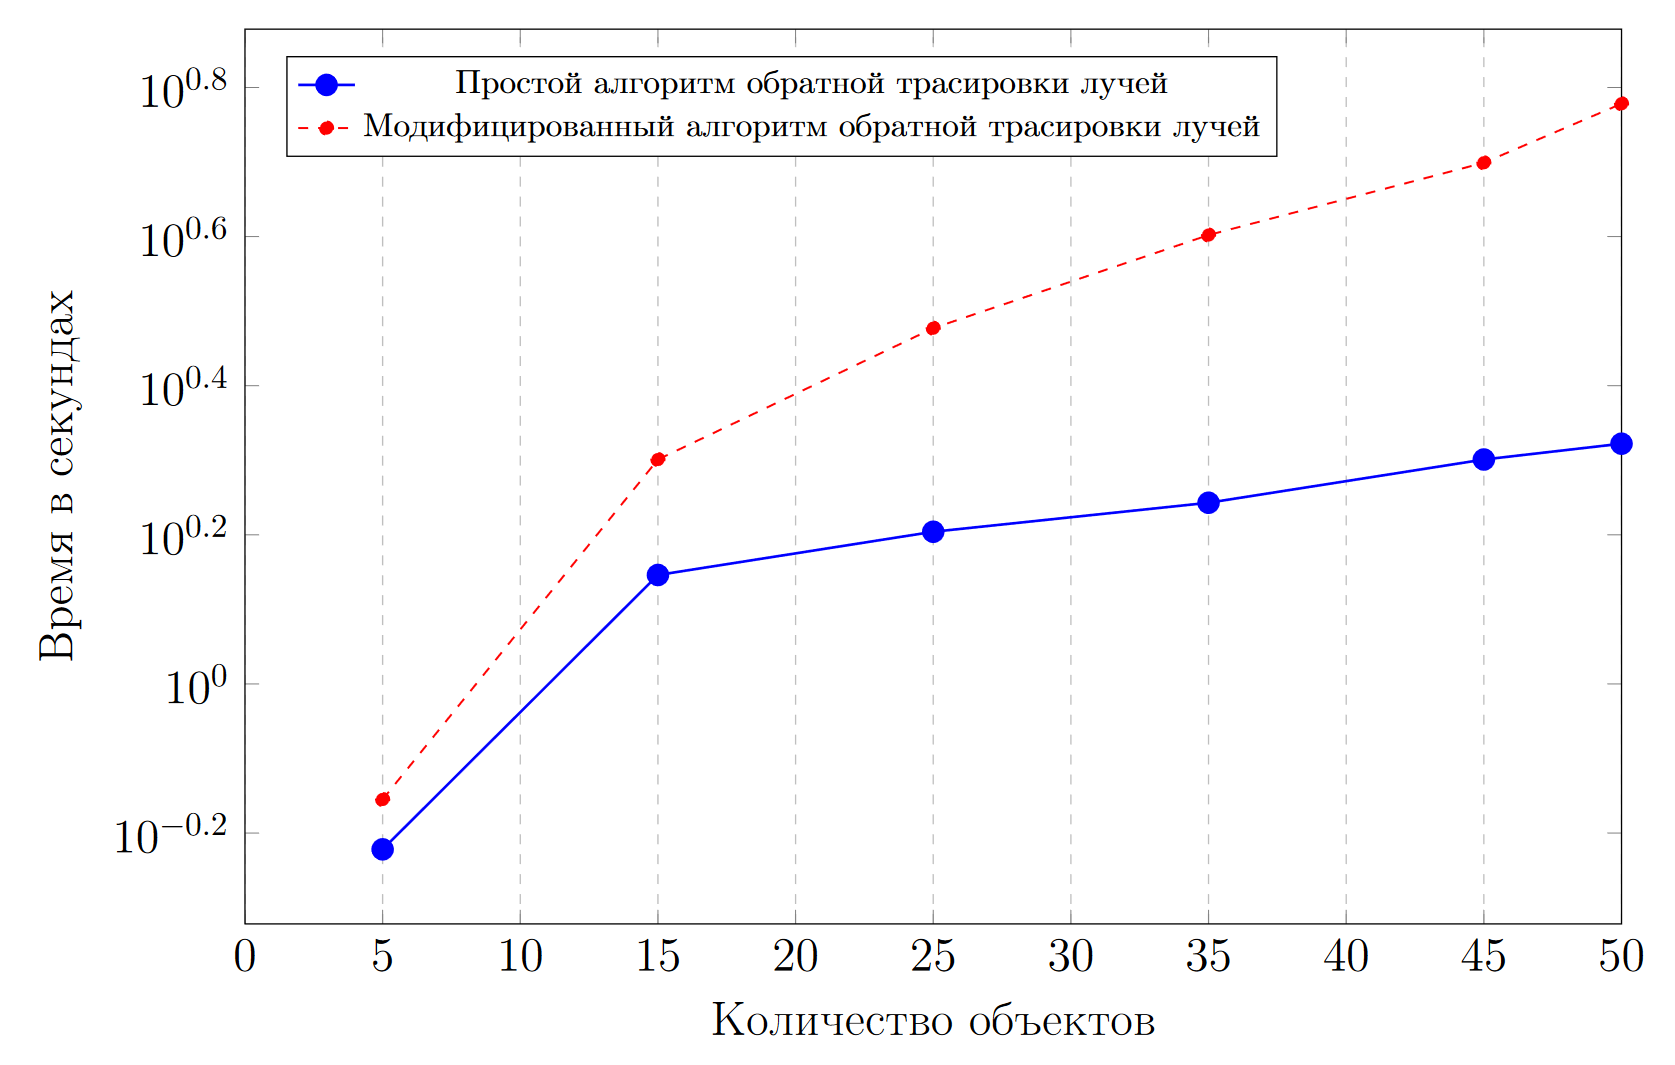 Простой алгоритм обратной трасировки лучей
Модифицированный алгоритм обратной трасировки лучей
10^0.8
10^0.6
10^0.4
10^0.2
10^0
10^−0.2
Время в секундах
0 5 10 15 20 25 30 35 40 45 50
Количество объектов